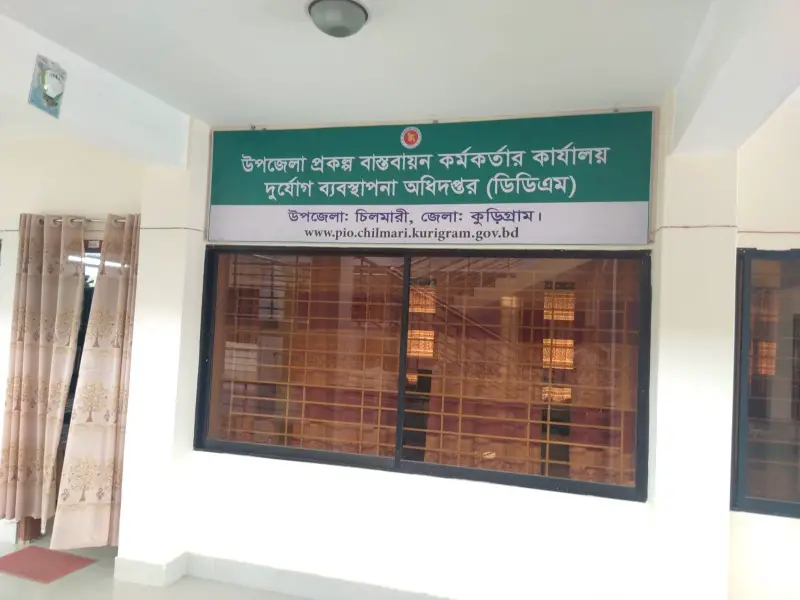 উপজেলা প্রকল্প বাস্তবায়ন কর্মকর্তার কার্যালয়
দুর্যোগ ব্যবস্থাপনা অধিদপ্তর (ডিডিএম)
উপজেলা: চিলমারী, জেলা: কুড়িগ্রাম।
www.pio.chilmari.kurigram.gov.bd